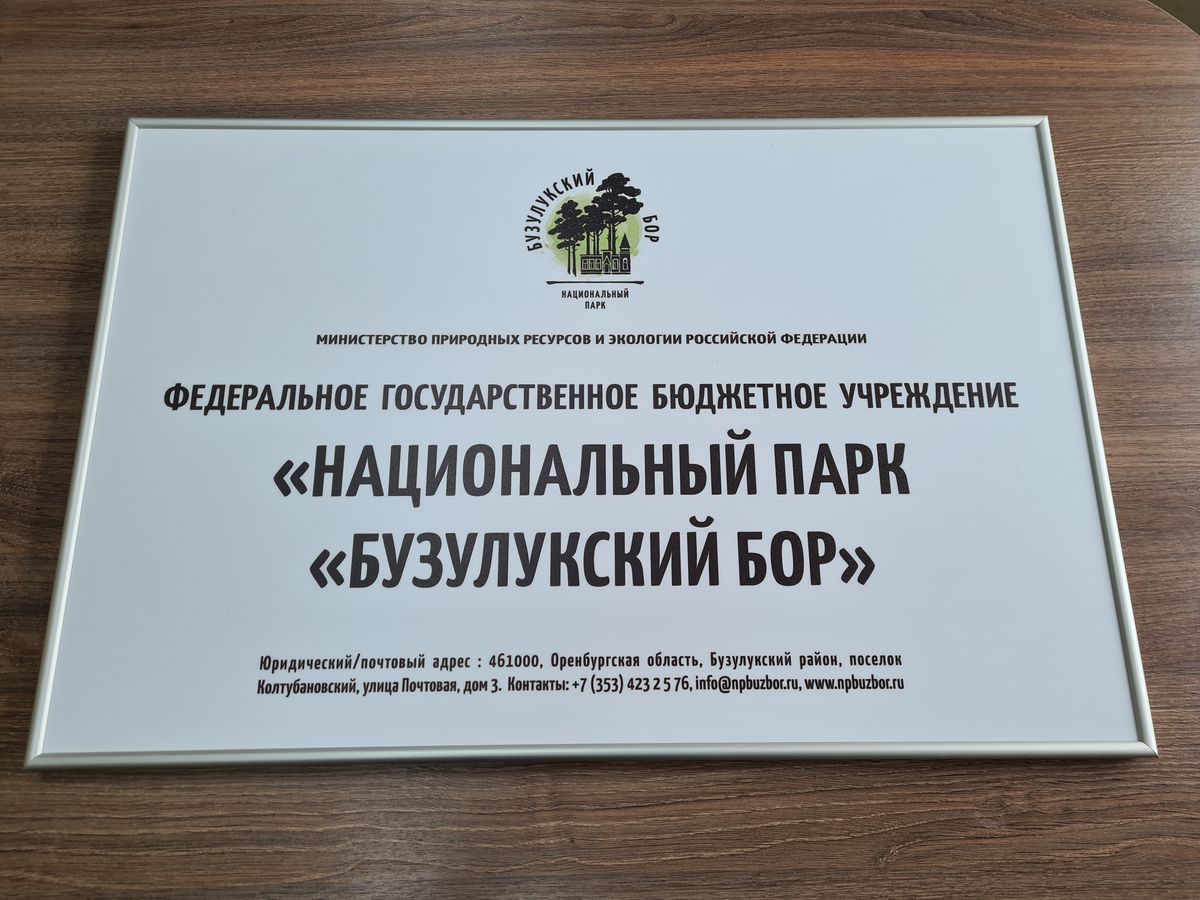 БУЗУЛУКСКИЙ БОР
НАЦИОНАЛЬНЫЙ
ПАРК
МИНИСТЕРСТВО ПРИРОДНЫХ РЕСУРСОВ И ЭКОЛОГИИ РОССИЙСКОЙ ФЕДЕРАЦИИ
ФЕДЕРАЛЬНОЕ ГОСУДАРСТВЕННОЕ БЮДЖЕТНОЕ УЧРЕЖДЕНИЕ
«НАЦИОНАЛЬНЫЙ ПАРК
«БУЗУЛУКСКИЙ БОР»
Юридический/почтовый адрес : 461000, Оренбургская область, Бузулукский район, поселок
Колтубановский, улица Почтовая, дом 3. Контакты: +7 (353) 423 2 5 76, info@npbuzbor.ru, www.npbuzbor.ru